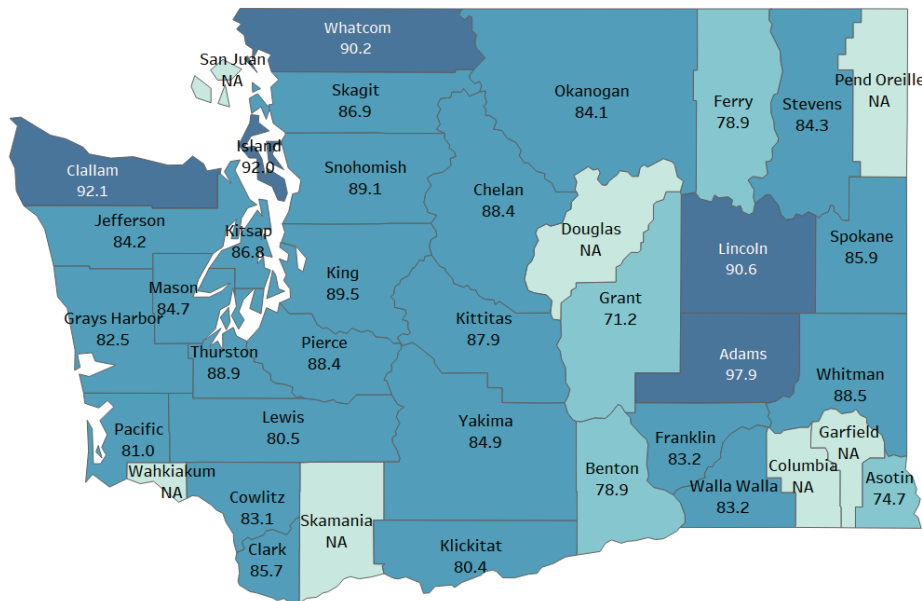 Whatcom
90.2
San Juan
NA
Skagit
86.9
Okanogan
84.1
Ferry
78.9
Stevens
84.3
Pend Oreille
NA
Island
92.0
Clallam
92.1
Snohomish
89.1
Chelan
88.4
Jefferson
84.2
Kitsap
86.8
Douglas
NA
Lincoln
90.6
Spokane
85.9
King
89.5
Mason
84.7
Grays Harbor
82.5
Grant
71.2
Kittitas
87.9
Thurston
88.9
Pierce
88.4
Adams
97.9
Whitman
88.5
Pacific
81.0
Lewis
80.5
Yakima
84.9
Franklin
83.2
Garfield
NA
Wahkiakum
NA
Benton
78.9
Columbia
NA
Asotin
74.7
Walla Walla
83.2
Cowlitz
83.1
Skamania
NA
Clark
85.7
Klickitat
80.4